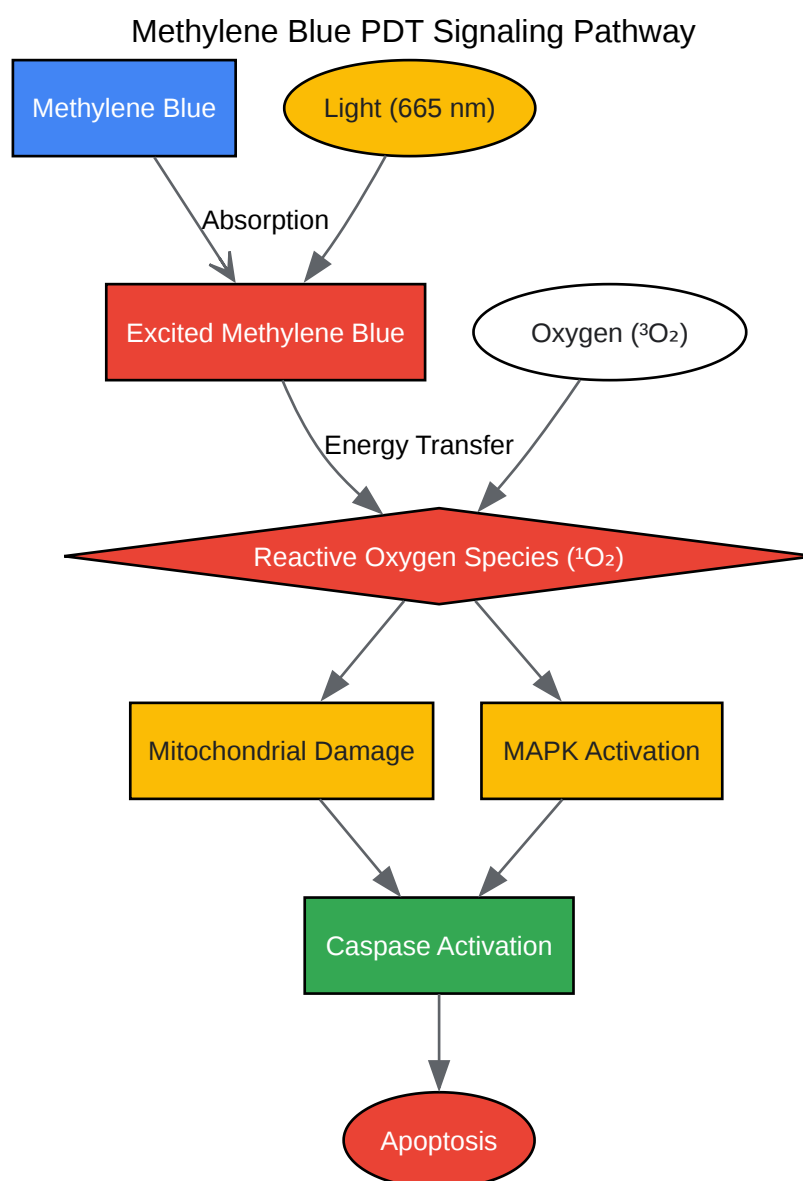 Methylene Blue PDT Signaling Pathway
Methylene Blue
Light (665 nm)
Absorption
Excited Methylene Blue
Oxygen (³O₂)
Energy Transfer
Reactive Oxygen Species (¹O₂)
Mitochondrial Damage
MAPK Activation
Caspase Activation
Apoptosis